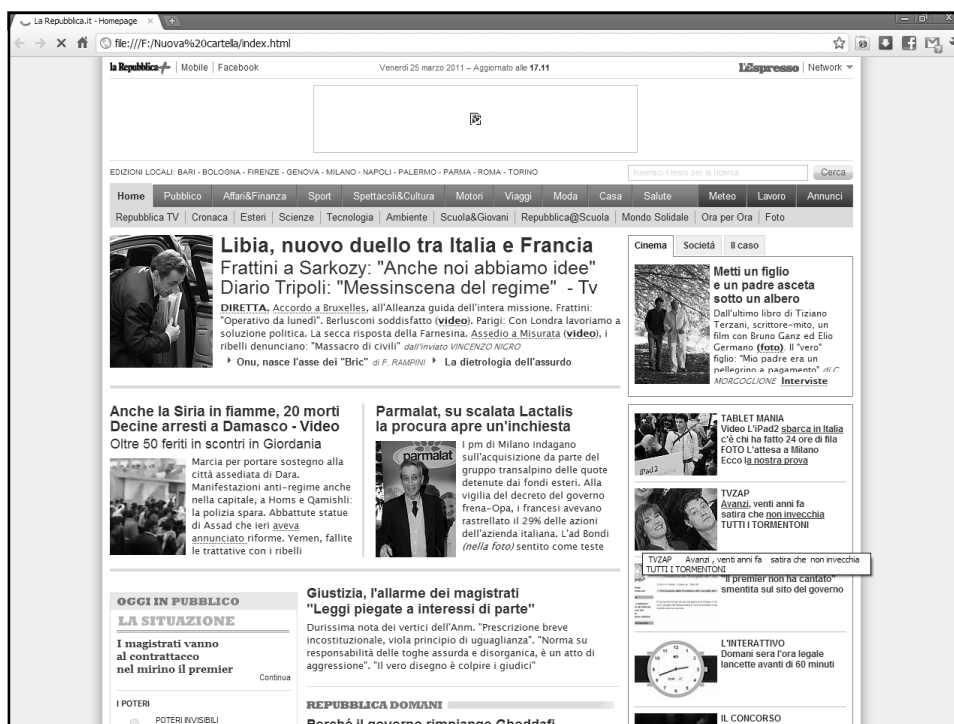 La Repubblica.it - Homepage
file:///F:/Nuova%20cartella/index.html
la Repubblica | Mobile | Facebook
Venerdì 25 marzo 2011 – Aggiornato alle 17.11
L'Espresso | Network
EDIZIONI LOCALI: BARI - BOLOGNA - FIRENZE - GENOVA - MILANO - NAPOLI - PALERMO - PARMA - ROMA - TORINO
Inserisci il testo per la ricerca
Cerca
Home Pubblico Affari&Finanza Sport Spettacoli&Cultura Motori Viaggi Moda Casa Salute Meteo Lavoro Annunci
Repubblica TV | Cronaca | Esteri | Scienze | Tecnologia | Ambiente | Scuola&Giovani | Repubblica@Scuola | Mondo Solidale | Ora per Ora | Foto
Libia, nuovo duello tra Italia e Francia
Frattini a Sarkozy: "Anche noi abbiamo idee"
Diario Tripoli: "Messinscena del regime" - Tv
DIRETTA. Accordo a Bruxelles, all'Alleanza guida dell'intera missione. Frattini:
"Operativo da lunedì". Berlusconi soddisfatto (video). Parigi: Con Londra lavoriamo a
soluzione politica. La secca risposta della Farnesina. Assedio a Misurata (video), i
ribelli denunciano: "Massacro di civili" dall'inviato VINCENZO NIGRO
Onu, nasce l'asse dei "Bric" di F. RAMPINI La dietrologia dell'assurdo
Cinema Società Il caso
Metti un figlio
e un padre asceta
sotto un albero
Dall'ultimo libro di Tiziano
Terzani, scrittore-mito, un
film con Bruno Ganz ed Elio
Germano (foto). Il "vero"
figlio: "Mio padre era un
pellegrino a pagamento" di C.
MORGOGLIONE Interviste
Anche la Siria in fiamme, 20 morti
Decine arresti a Damasco - Video
Oltre 50 feriti in scontri in Giordania
Marcia per portare sostegno alla
città assediata di Dara.
Manifestazioni anti-regime anche
nella capitale, a Homs e Qamishli:
la polizia spara. Abbattute statue
di Assad che ieri aveva
annunciato riforme. Yemen, fallite
le trattative con i ribelli
Parmalat, su scalata Lactalis
la procura apre un'inchiesta
parmalat
I pm di Milano indagano
sull'acquisizione da parte del
gruppo transalpino delle quote
detenute dai fondi esteri. Alla
vigilia del decreto del governo
frena-Opa, i francesi avevano
rastrellato il 29% delle azioni
dell'azienda italiana. L'ad Bondi
(nella foto) sentito come teste
iPad 2
TABLET MANIA
Video L'iPad2 sbarca in Italia
c'è chi ha fatto 24 ore di fila
FOTO L'attesa a Milano
Ecco la nostra prova
TVZAP
Avanzi, venti anni fa
satira che non invecchia
TUTTI I TORMENTONI
TVZAP Avanzi , venti anni fa satira che non invecchia
TUTTI I TORMENTONI
"Il premier non ha cantato"
smentita sul sito del governo
L'INTERATTIVO
Domani sera l'ora legale
lancette avanti di 60 minuti
IL CONCORSO
OGGI IN PUBBLICO
LA SITUAZIONE
I magistrati vanno
al contrattacco
nel mirino il premier
Continua
I POTERI
POTERI INVISIBILI
Giustizia, l'allarme dei magistrati
"Leggi piegate a interessi di parte"
Durissima nota dei vertici dell'Anm. "Prescrizione breve
incostituzionale, viola principio di uguaglianza". "Norma su
responsabilità delle toghe assurda e disorganica, è un atto di
aggressione". "Il vero disegno è colpire i giudici"
REPUBBLICA DOMANI
Perché il governo rimpiange Gheddafi